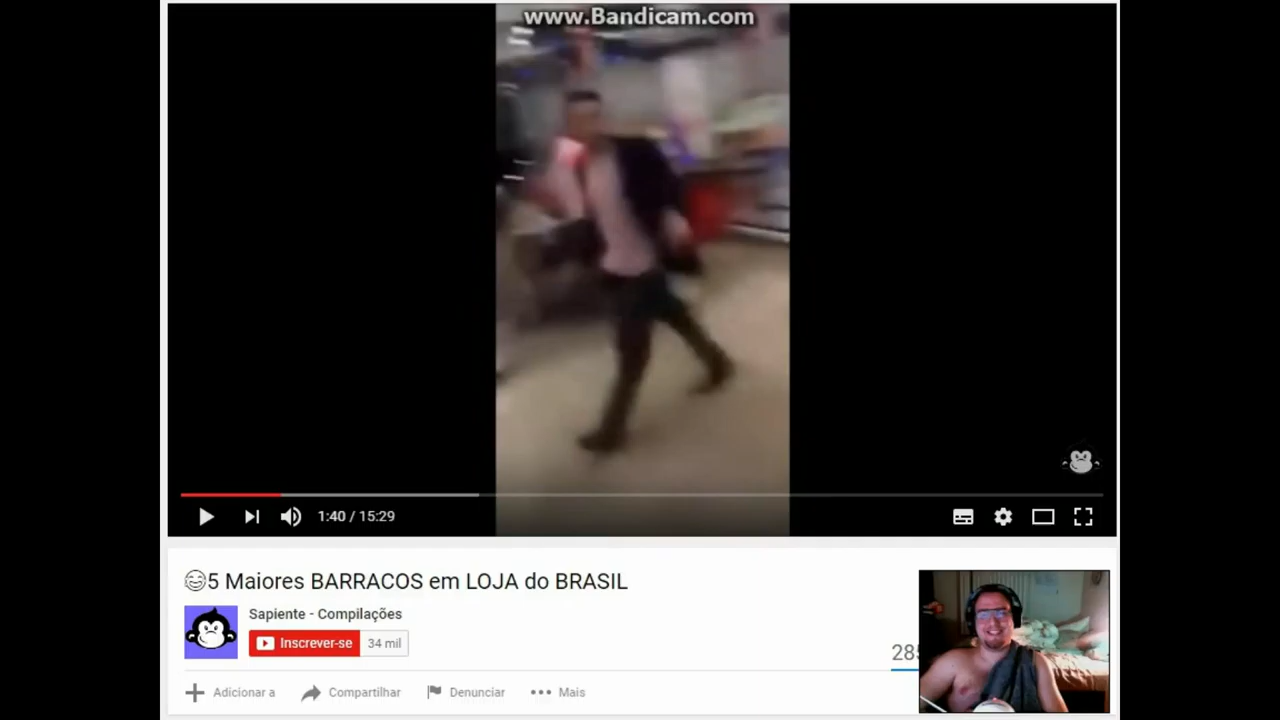 www.Bandicam.com
1:40 / 15:29
😂5 Maiores BARRACOS em LOJA do BRASIL
Sapiente - Compilações
Inscrever-se 34 mil
285
Adicionar a Compartilhar Denunciar Mais